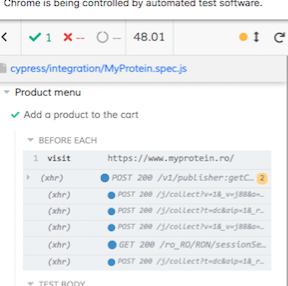 Chrome is being controlled by automated test software.
1 -- -- 48.01
cypress/integration/MyProtein.spec.js
Product menu
Add a product to the cart
BEFORE EACH
1 visit https://www.myprotein.ro/
(xhr) POST 200 /v1/publisher:getC... 2
(xhr) POST 200 /j/collect?v=1&_v=j88&a=...
(xhr) POST 200 /j/collect?t=dc&aip=1&_r...
(xhr) POST 200 /j/collect?v=1&_v=j88&a=...
(xhr) GET 200 /ro_RO/RON/sessionSe...
(xhr) POST 200 /j/collect?t=dc&aip=1&_r...
TEST BODY